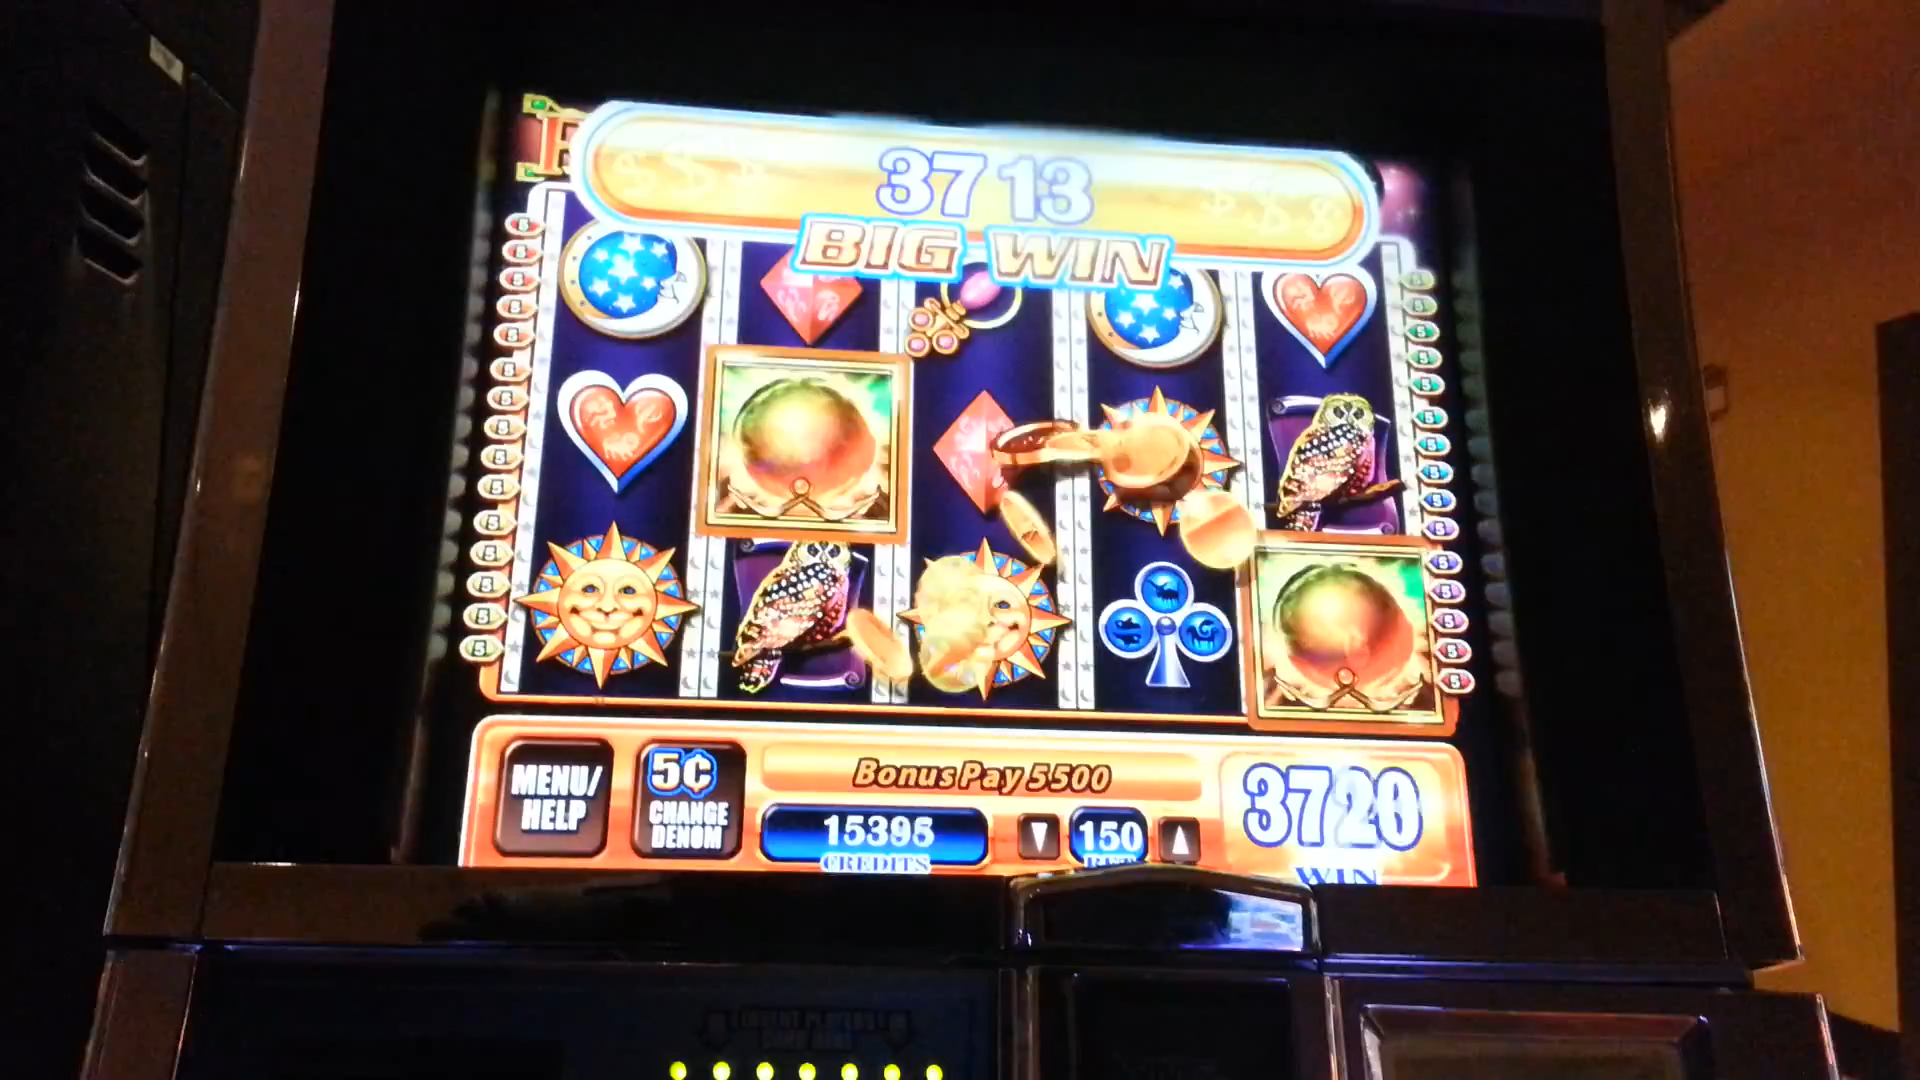 3713
BIG WIN
MENU/
HELP
5¢
CHANGE
DENOM
Bonus Pay 5500
15395
CREDITS
150
3720
WIN